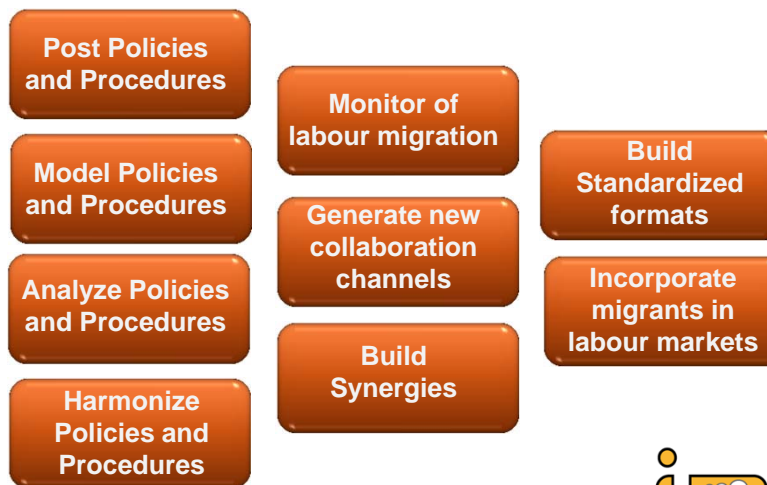 Post Policies
and Procedures
Model Policies
and Procedures
Analyze Policies
and Procedures
Harmonize
Policies and
Procedures
Monitor of
labour migration
Generate new
collaboration
channels
Build
Synergies
Build
Standardized
formats
Incorporate
migrants in
labour markets